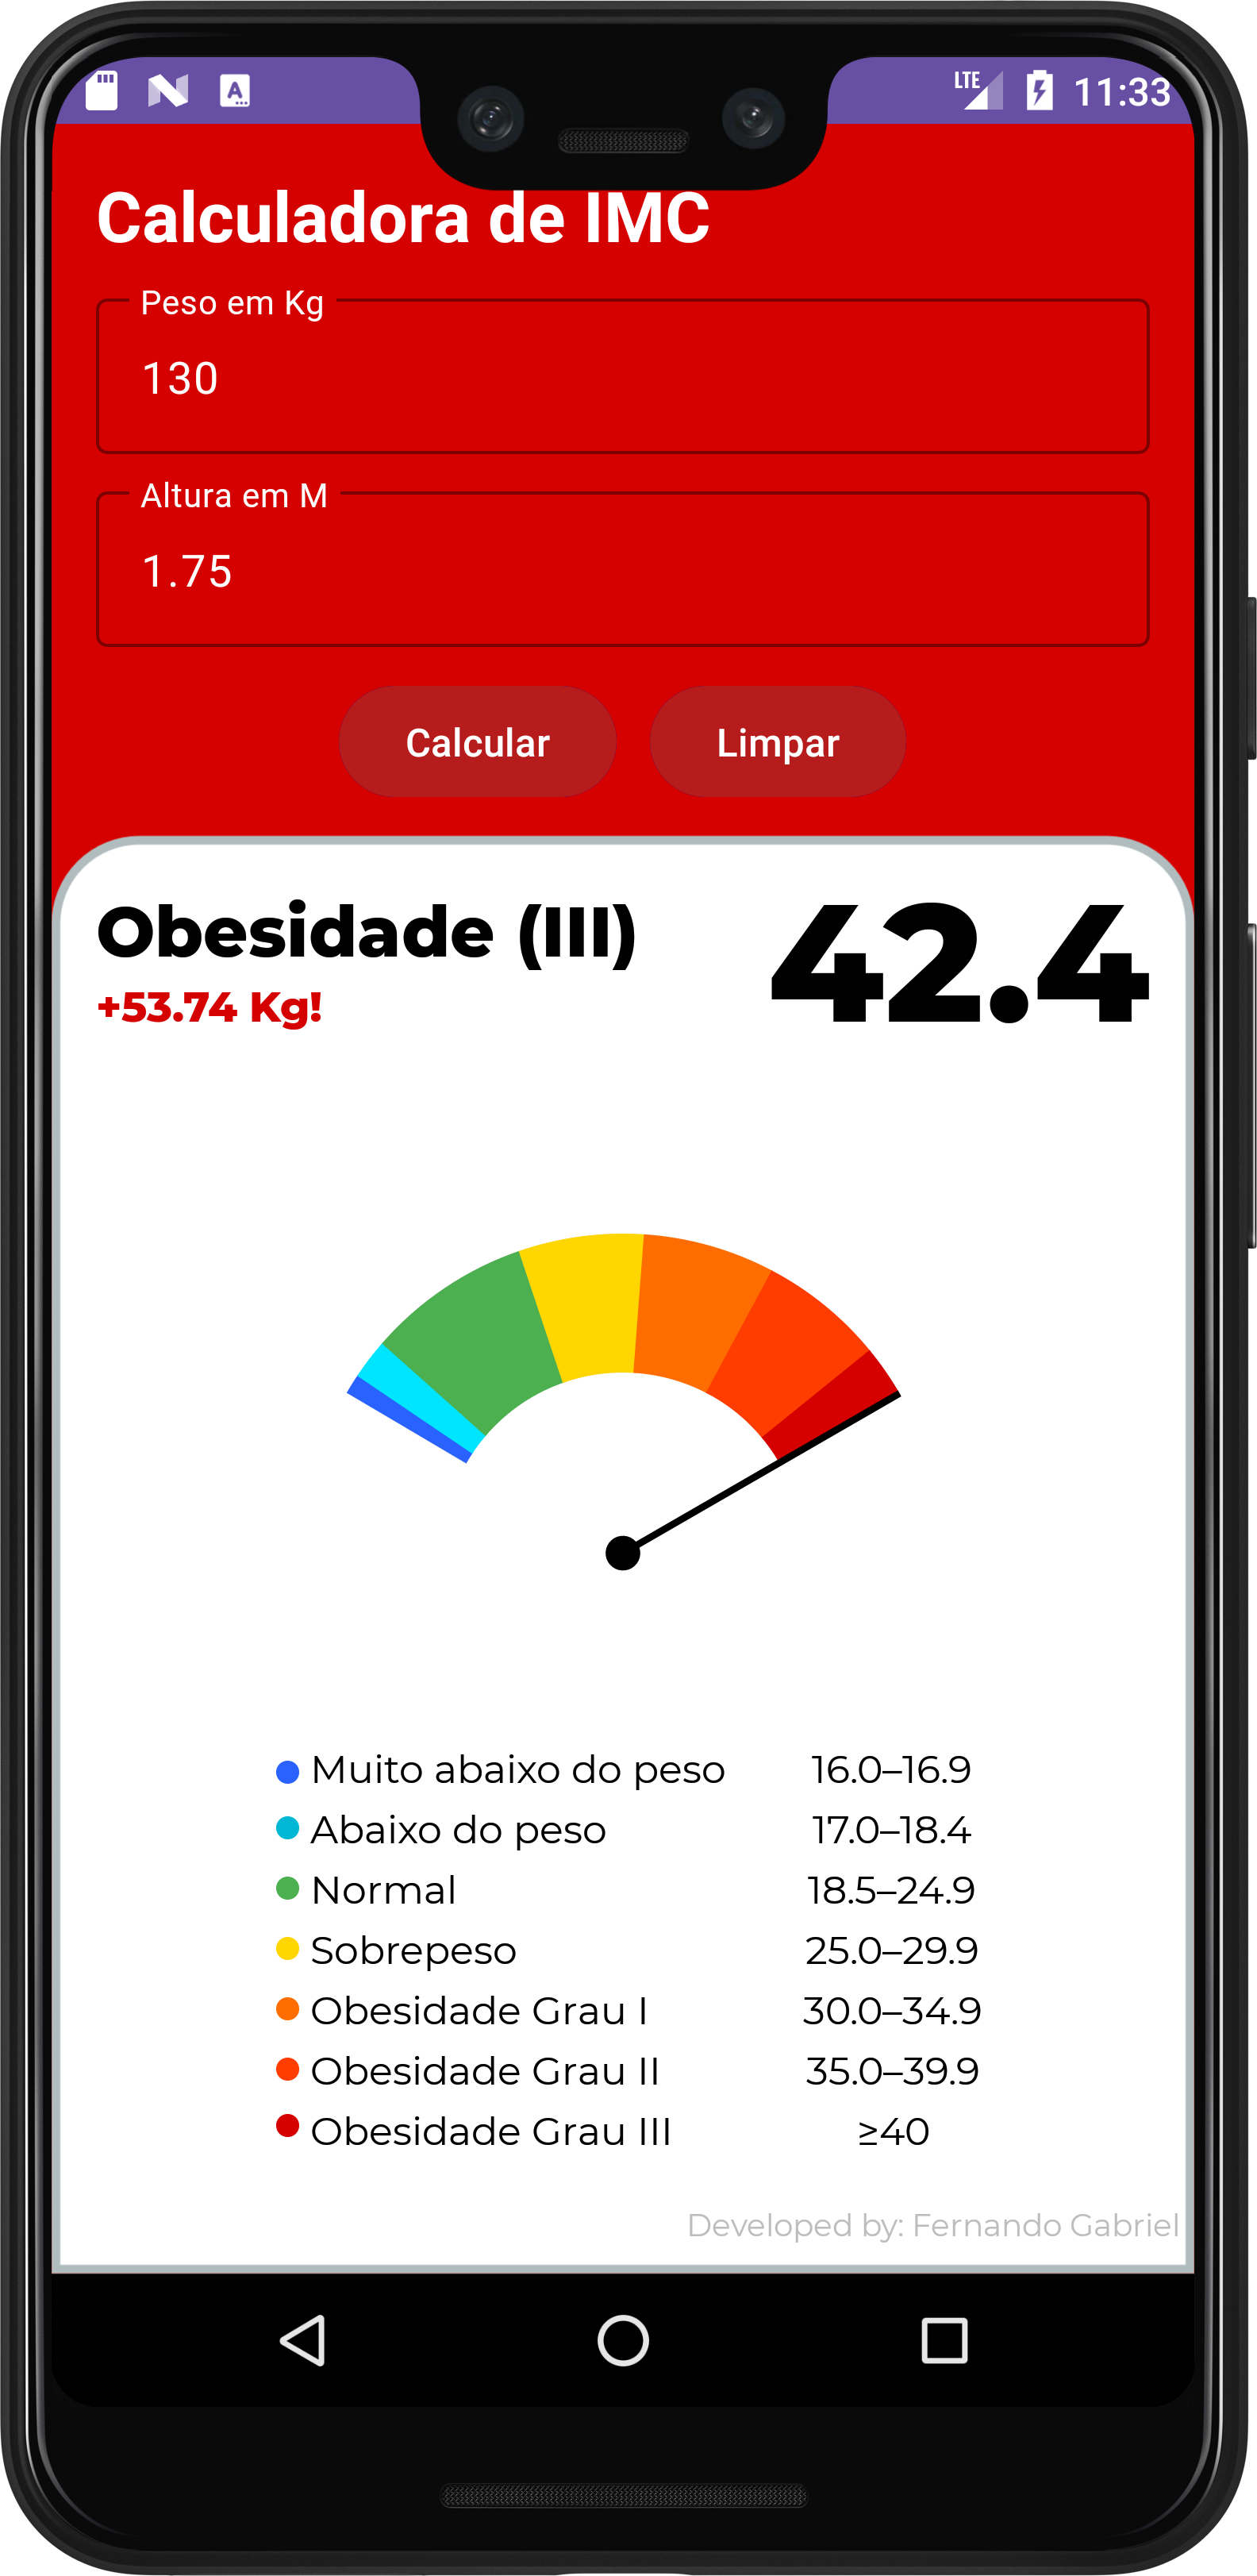 LTE 11:33
Calculadora de IMC
Peso em Kg
130
Altura em M
1.75
Calcular Limpar
Obesidade (III) 42.4
+53.74 Kg!
Muito abaixo do peso 16.0–16.9
Abaixo do peso 17.0–18.4
Normal 18.5–24.9
Sobrepeso 25.0–29.9
Obesidade Grau I 30.0–34.9
Obesidade Grau II 35.0–39.9
Obesidade Grau III ≥40
Developed by: Fernando Gabriel